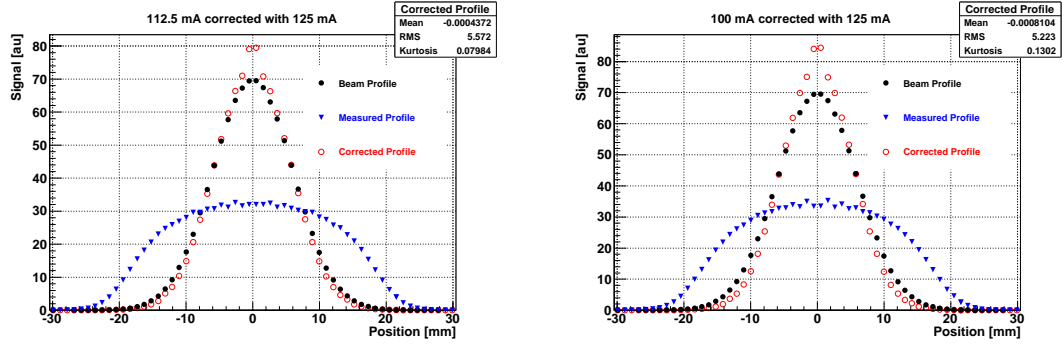 112.5 mA corrected with 125 mA
Corrected Profile
Mean -0.0004372
RMS 5.572
Kurtosis 0.07984
Signal [au]
80
70
60
50
40
30
20
10
0
Beam Profile
Measured Profile
Corrected Profile
-30 -20 -10 0 10 20 30
Position [mm]
100 mA corrected with 125 mA
Corrected Profile
Mean -0.0008104
RMS 5.223
Kurtosis 0.1302
Signal [au]
80
70
60
50
40
30
20
10
0
Beam Profile
Measured Profile
Corrected Profile
-30 -20 -10 0 10 20 30
Position [mm]